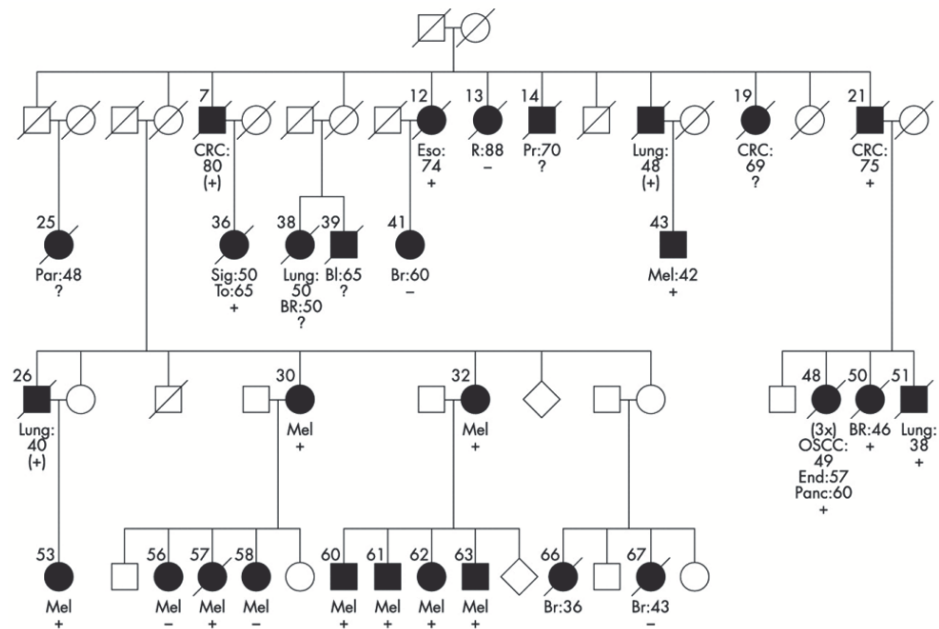 7 12 13 14 19 21
CRC: Eso: R:88 Pr:70 Lung: CRC: CRC:
80 74 – ? 48 69 75
(+) + (+) ? +
25 36 38 39 41 43
Par:48 Sig:50 Lung: Bl:65 Br:60 Mel:42
? To:65 50 ? – +
+ BR:50
?
26 30 32 48 50 51
Lung: Mel Mel (3x) BR:46 Lung:
40 + + OSCC: + 38
(+) 49 +
End:57
Panc:60
+
53 56 57 58 60 61 62 63 66 67
Mel Mel Mel Mel Mel Mel Mel Mel Br:36 Br:43
+ – + – + + + + –